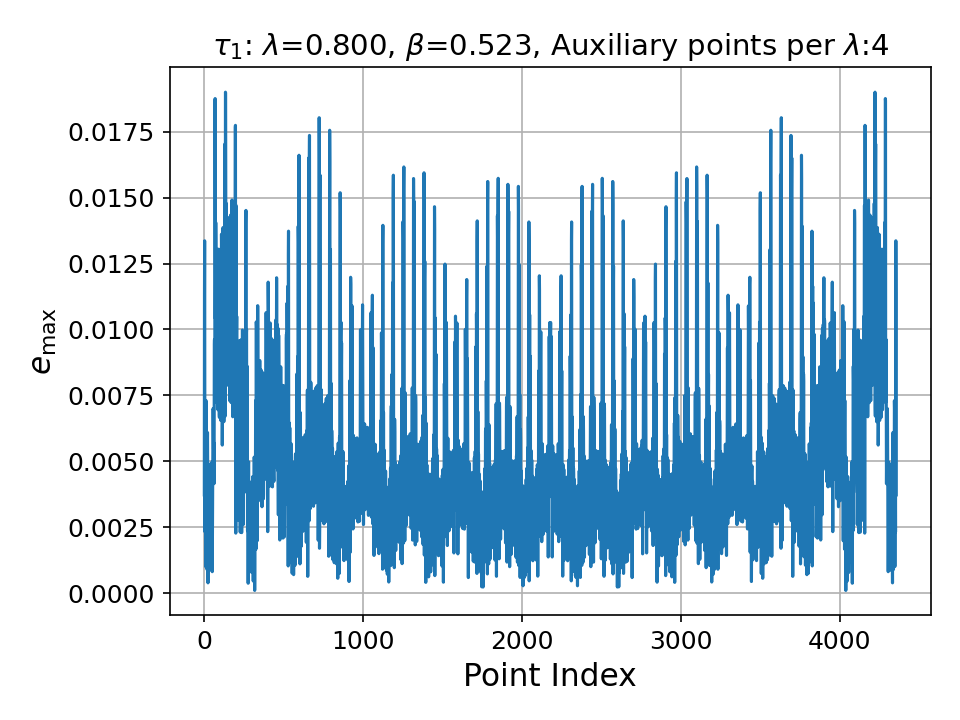 τ₁: λ=0.800, β=0.523, Auxiliary points per λ:4
0.0175
0.0150
0.0125
0.0100
0.0075
0.0050
0.0025
0.0000
e_max
0 1000 2000 3000 4000
Point Index